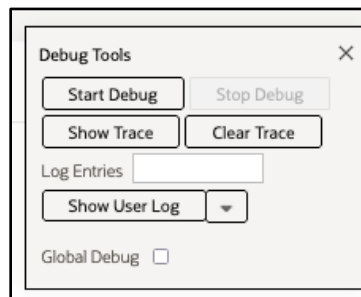 Debug Tools
Start Debug Stop Debug
Show Trace Clear Trace
Log Entries
Show User Log
Global Debug